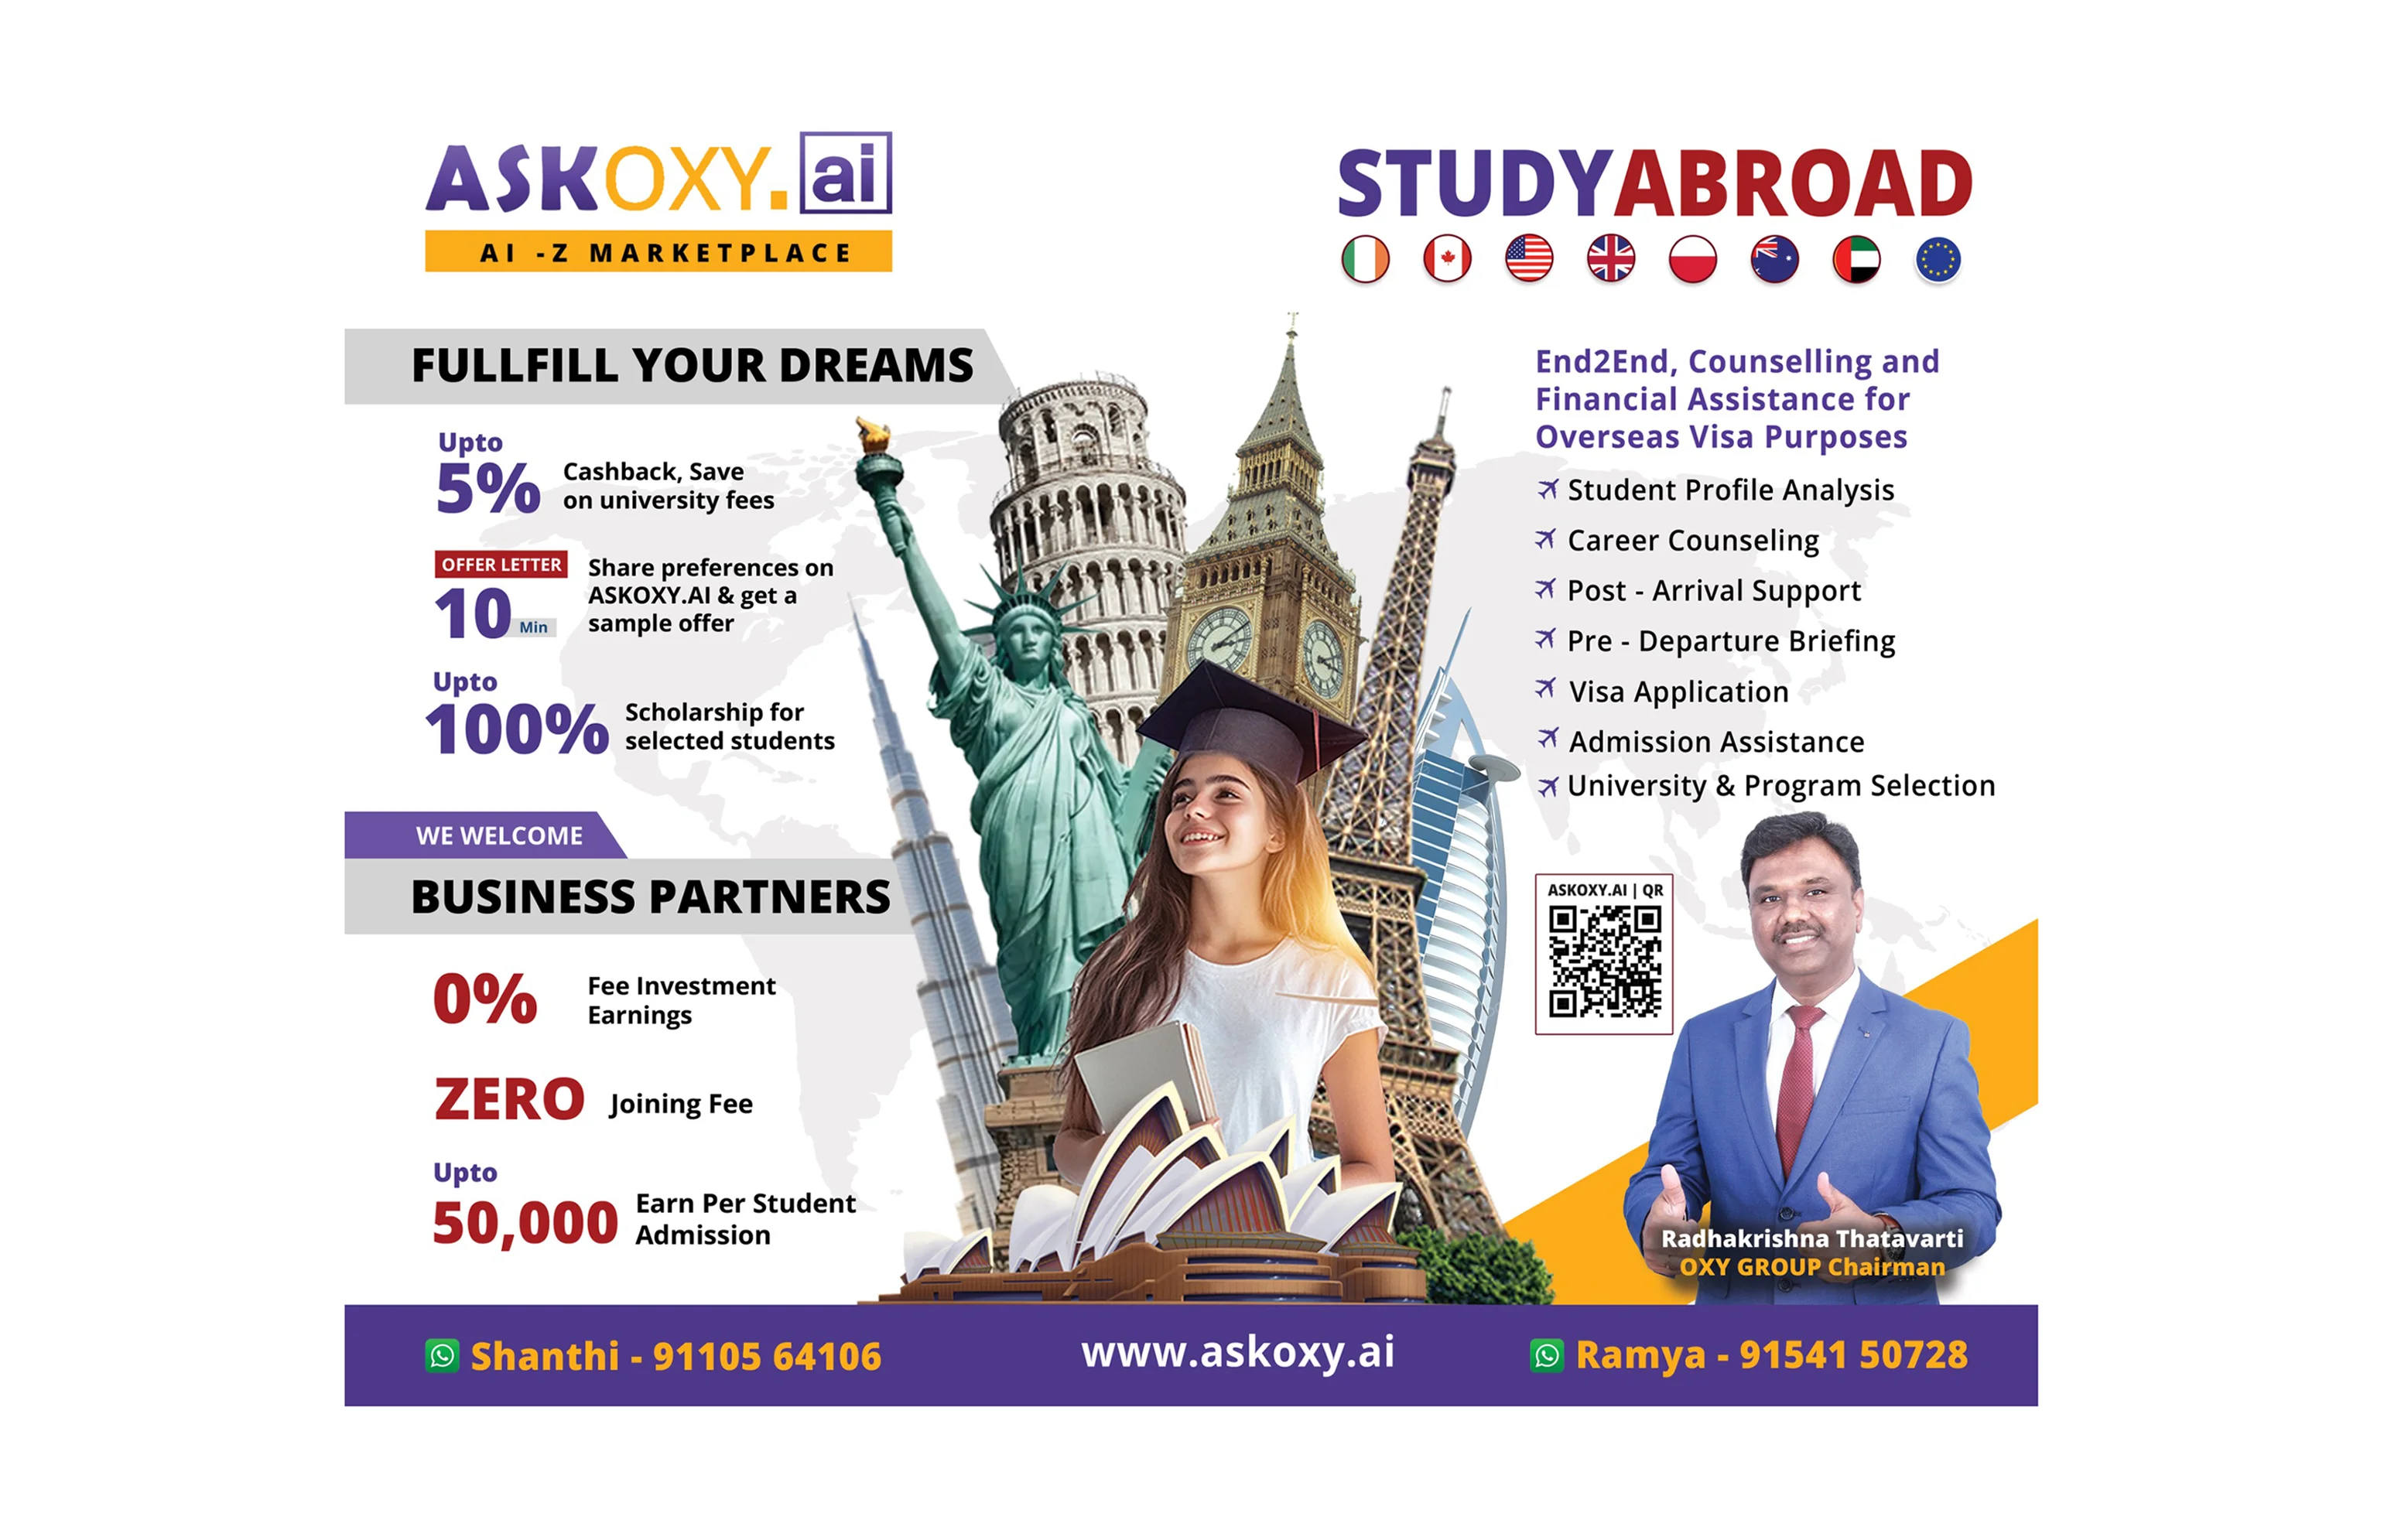 ASKOXY.ai
AI -Z MARKETPLACE
STUDYABROAD
FULLFILL YOUR DREAMS
Upto
5%
Cashback, Save
on university fees
OFFER LETTER
10 Min
Share preferences on
ASKOXY.AI & get a
sample offer
Upto
100%
Scholarship for
selected students
WE WELCOME
BUSINESS PARTNERS
0%
Fee Investment
Earnings
ZERO
Joining Fee
Upto
50,000
Earn Per Student
Admission
End2End, Counselling and
Financial Assistance for
Overseas Visa Purposes
Student Profile Analysis
Career Counseling
Post - Arrival Support
Pre - Departure Briefing
Visa Application
Admission Assistance
University & Program Selection
ASKOXY.AI | QR
Radhakrishna Thatavarti
OXY GROUP Chairman
Shanthi - 91105 64106
www.askoxy.ai
Ramya - 91541 50728